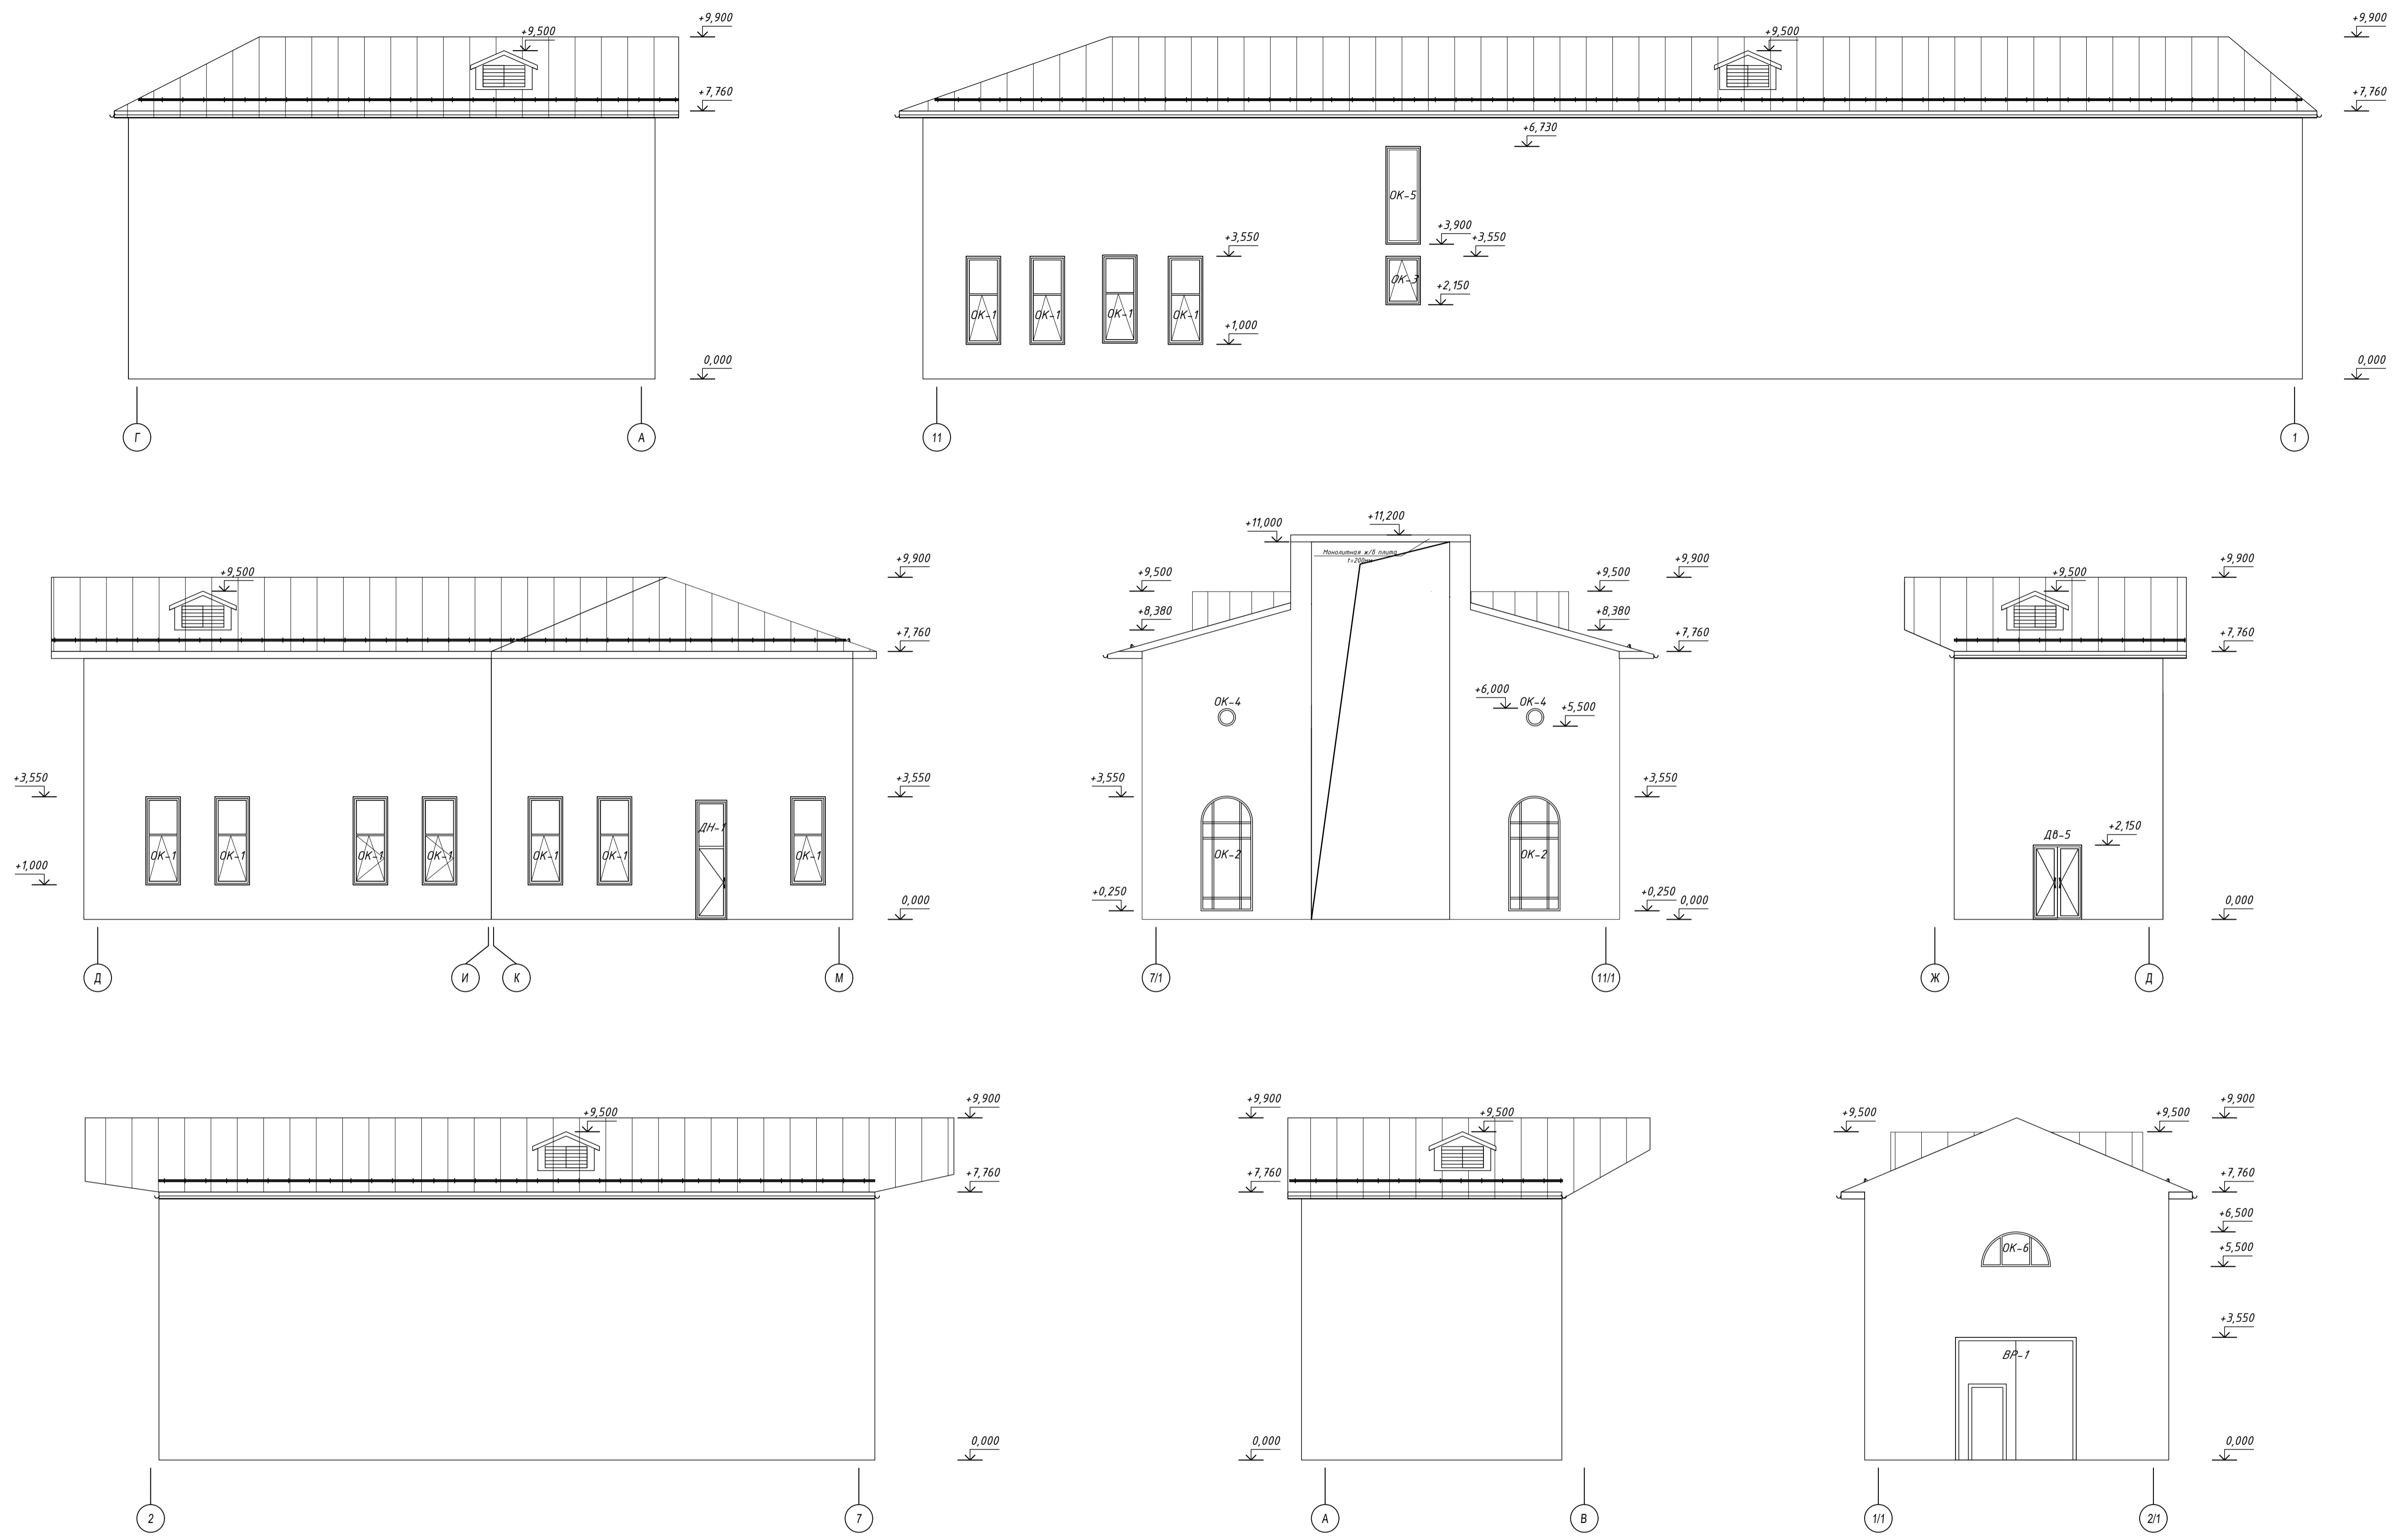 +9,900
+9,500
+7,760
0,000
Г
А
+9,900
+9,500
+7,760
+6,730
ОК-5
+3,900
+3,550
+3,550
ОК-3
+2,150
ОК-1
ОК-1
ОК-1
ОК-1
+1,000
0,000
11
1
+9,900
+9,500
+7,760
+3,550
+3,550
ДН-1
ОК-1
ОК-1
ОК-1
ОК-1
ОК-1
ОК-1
ОК-1
+1,000
0,000
Д
И
К
М
+11,200
+11,000
Монолитная ж/б плита
t=200мм
+9,900
+9,500
+9,500
+8,380
+8,380
+7,760
+6,000
ОК-4
ОК-4
+5,500
+3,550
+3,550
ОК-2
ОК-2
+0,250
+0,250
0,000
7/1
11/1
+9,900
+9,500
+7,760
ДВ-5
+2,150
0,000
Ж
Д
+9,900
+9,500
+7,760
0,000
2
7
+9,900
+9,500
+7,760
0,000
А
В
+9,900
+9,500
+9,500
+7,760
+6,500
ОК-6
+5,500
+3,550
ВР-1
0,000
1/1
2/1